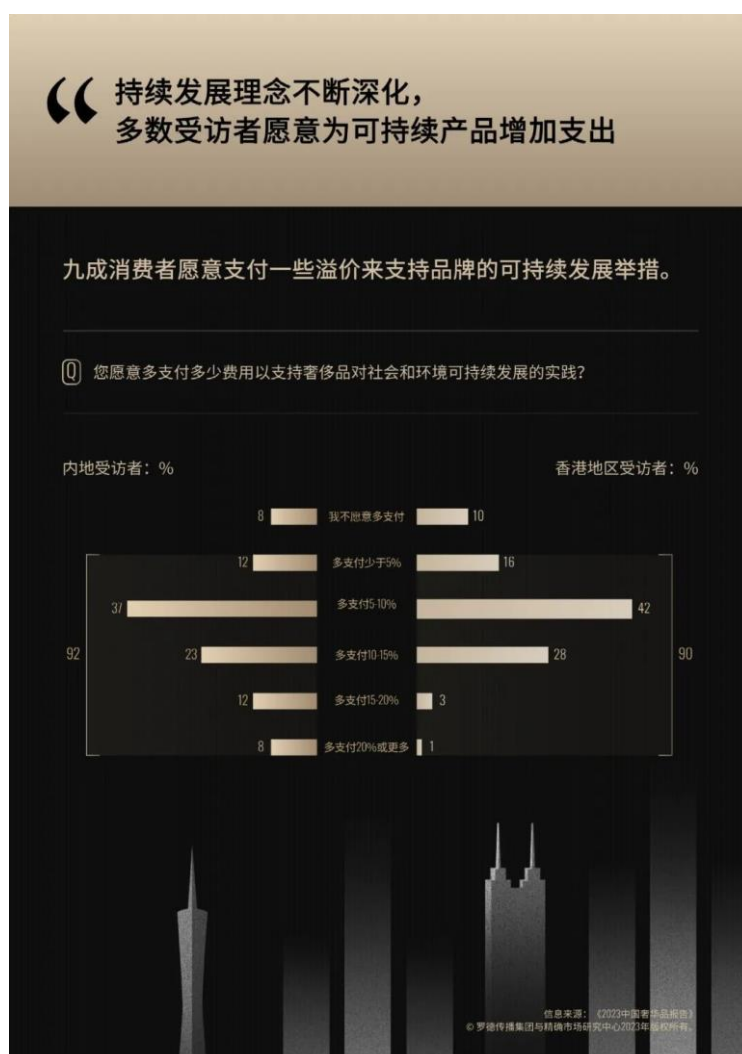 持续发展理念不断深化，
多数受访者愿意为可持续产品增加支出
九成消费者愿意支付一些溢价来支持品牌的可持续发展举措。
Q 您愿意多支付多少费用以支持奢侈品对社会和环境可持续发展的实践？
内地受访者：% 香港地区受访者：%
8 我不愿意多支付 10
12 多支付少于5% 16
37 多支付5-10% 42
92 23 多支付10-15% 28 90
12 多支付15-20% 3
8 多支付20%或更多 1
信息来源：《2023中国奢华品报告》
© 罗德传播集团与精确市场研究中心2023年版权所有。